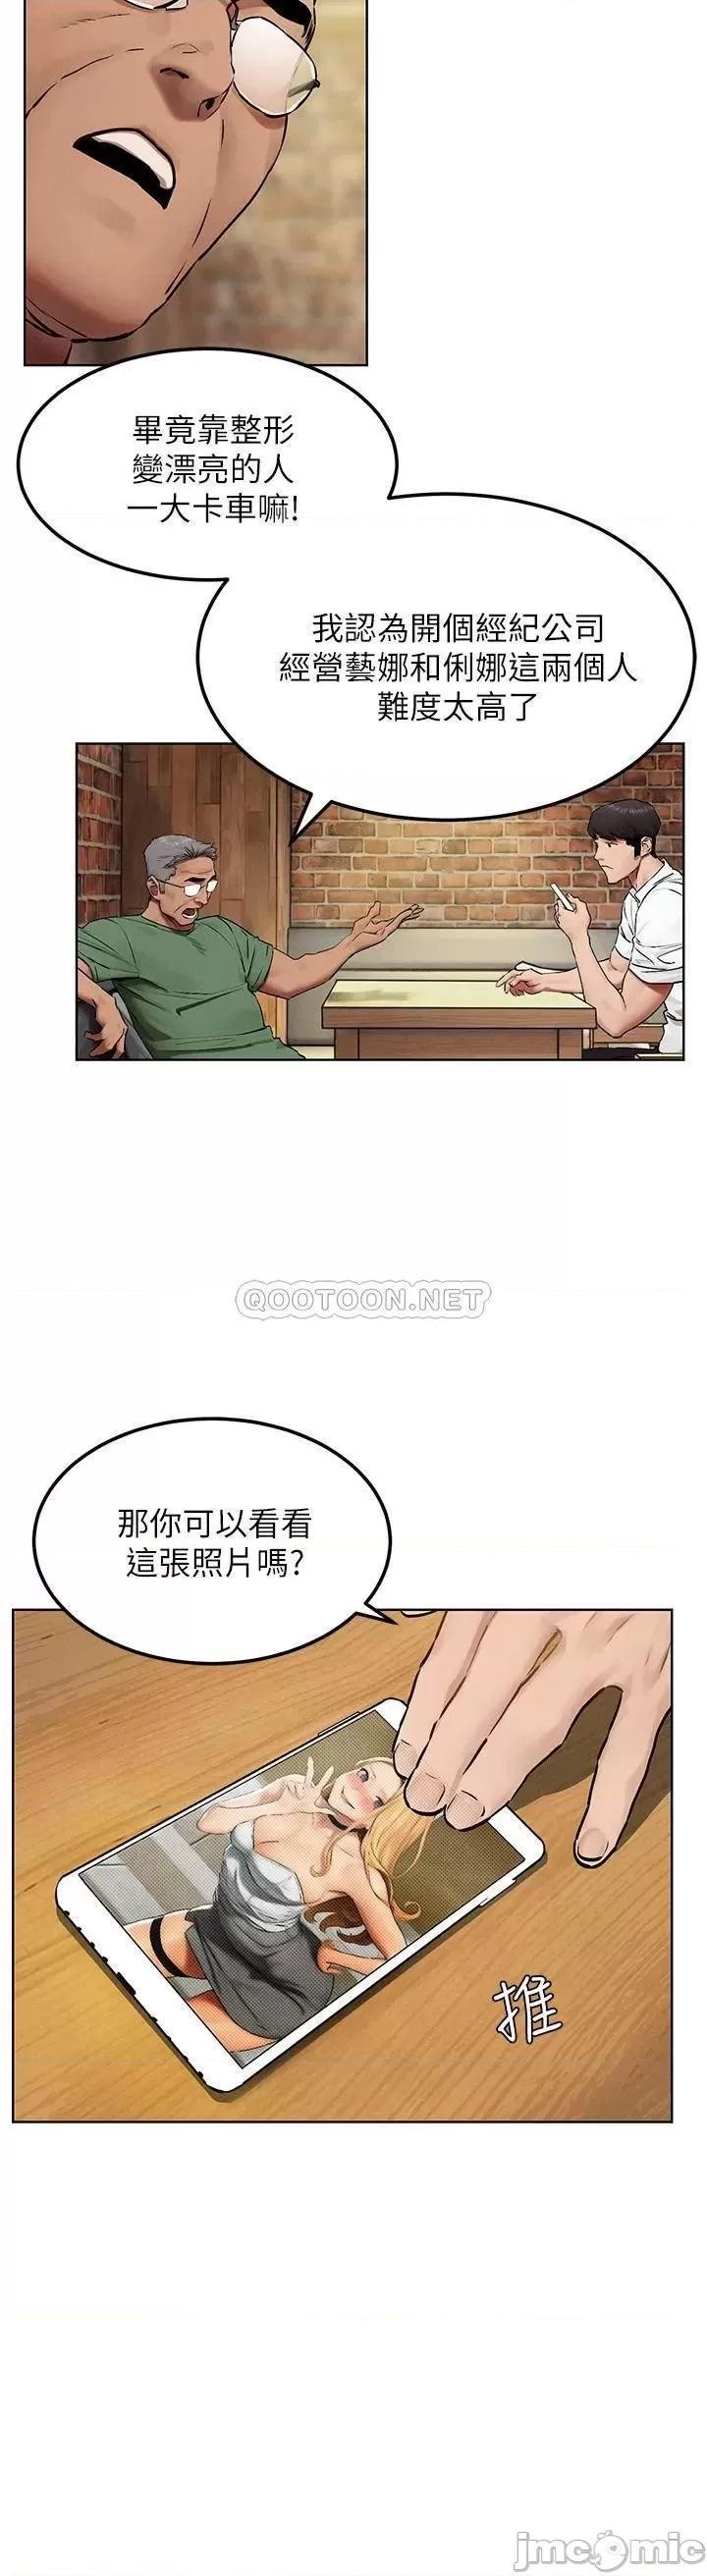 畢竟靠整形
變漂亮的人
一大卡車嘛!
我認為開個經紀公司
經營藝娜和俐娜這兩個人
難度太高了
QOOTOON.NET
那你可以看看
這張照片嗎?
推
jmcomic